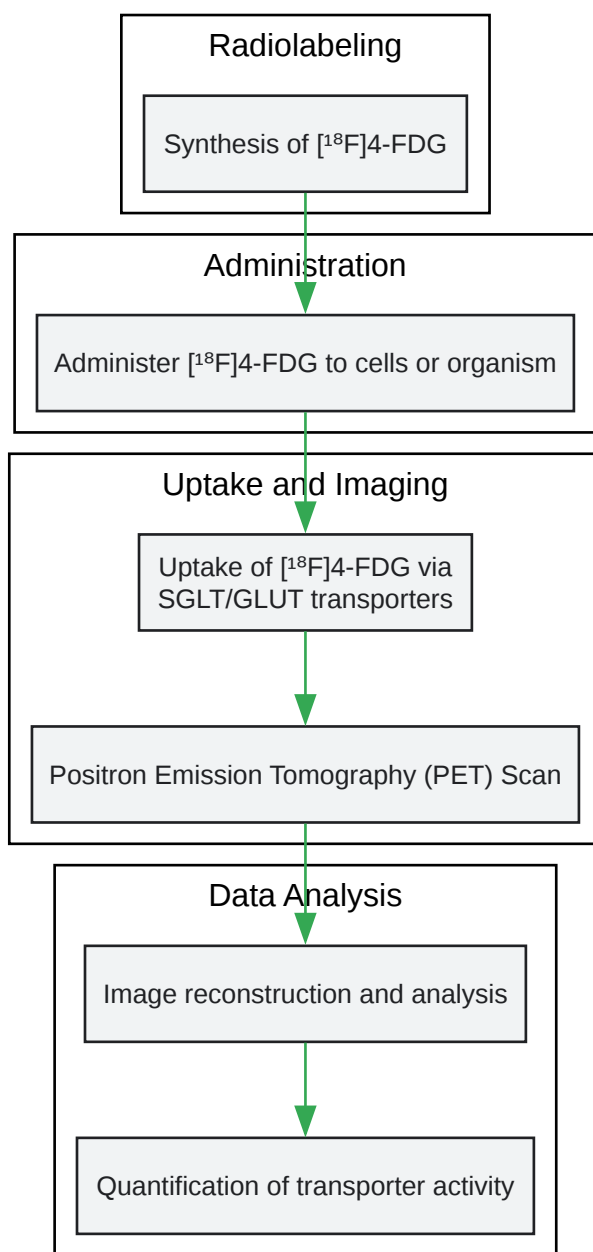 Radiolabeling
Synthesis of [¹⁸F]4-FDG
Administration
Administer [¹⁸F]4-FDG to cells or organism
Uptake and Imaging
Uptake of [¹⁸F]4-FDG via
SGLT/GLUT transporters
Positron Emission Tomography (PET) Scan
Data Analysis
Image reconstruction and analysis
Quantification of transporter activity